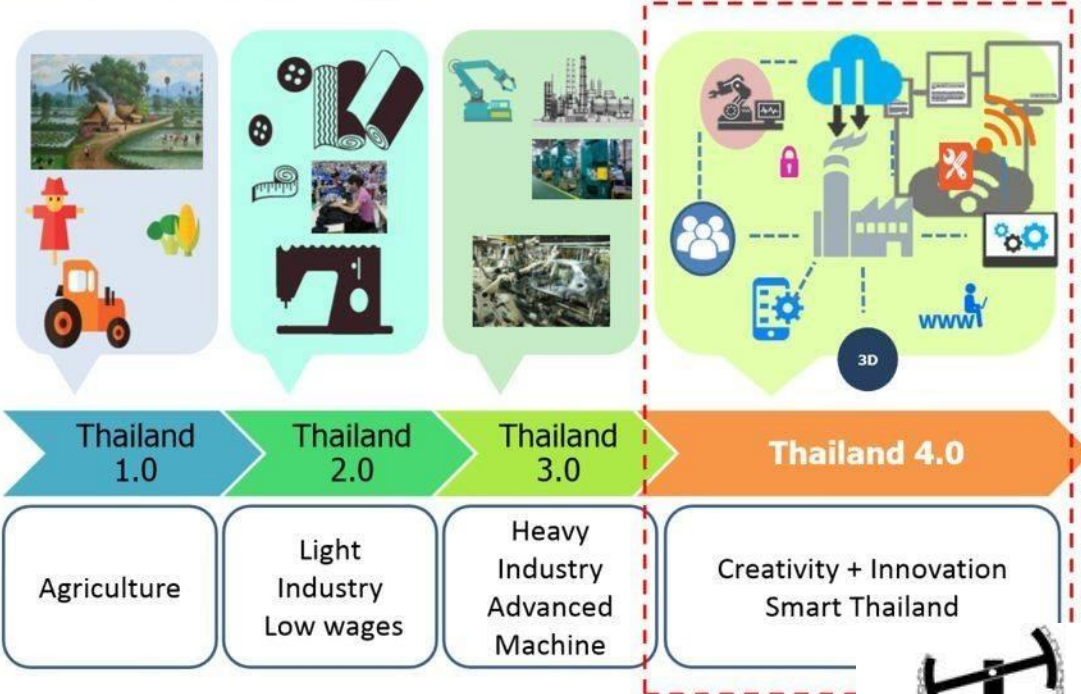 www
3D
Thailand
1.0
Thailand
2.0
Thailand
3.0
Thailand 4.0
Agriculture
Light
Industry
Low wages
Heavy
Industry
Advanced
Machine
Creativity + Innovation
Smart Thailand